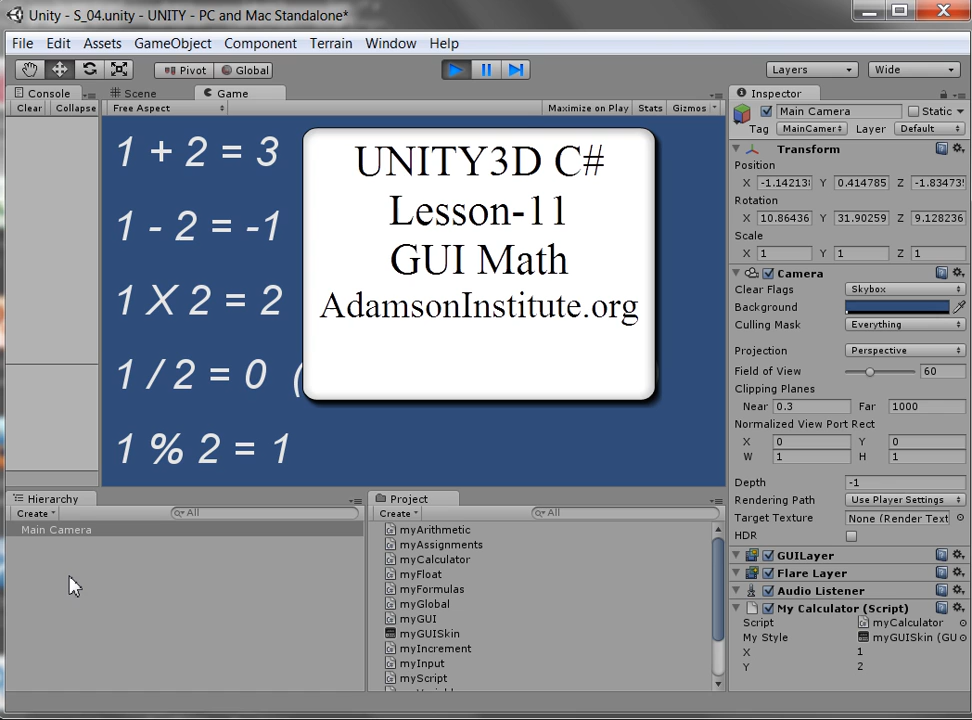 Unity - S_04.unity - UNITY - PC and Mac Standalone*
File Edit Assets GameObject Component Terrain Window Help
Pivot Global Layers Wide
Console Scene Game Inspector
Clear Collapse Free Aspect Maximize on Play Stats Gizmos
Main Camera Static
Tag MainCamer Layer Default
1 + 2 = 3
1 - 2 = -1
1 X 2 = 2
1 / 2 = 0 (
1 % 2 = 1
UNITY3D C#
Lesson-11
GUI Math
AdamsonInstitute.org
Transform
Position
X -1.14213 Y 0.414785 Z -1.83473
Rotation
X 10.86436 Y 31.90259 Z 9.128236
Scale
X 1 Y 1 Z 1
Camera
Clear Flags Skybox
Background
Culling Mask Everything
Projection Perspective
Field of View 60
Clipping Planes
Near 0.3 Far 1000
Normalized View Port Rect
X 0 Y 0
W 1 H 1
Depth -1
Rendering Path Use Player Settings
Target Texture None (Render Text
HDR
GUILayer
Flare Layer
Audio Listener
My Calculator (Script)
Script myCalculator
My Style myGUISkin (GU
X 1
Y 2
Hierarchy
Create All
Main Camera
Project
Create All
myArithmetic
myAssignments
myCalculator
myFloat
myFormulas
myGlobal
myGUI
myGUISkin
myIncrement
myInput
myScript